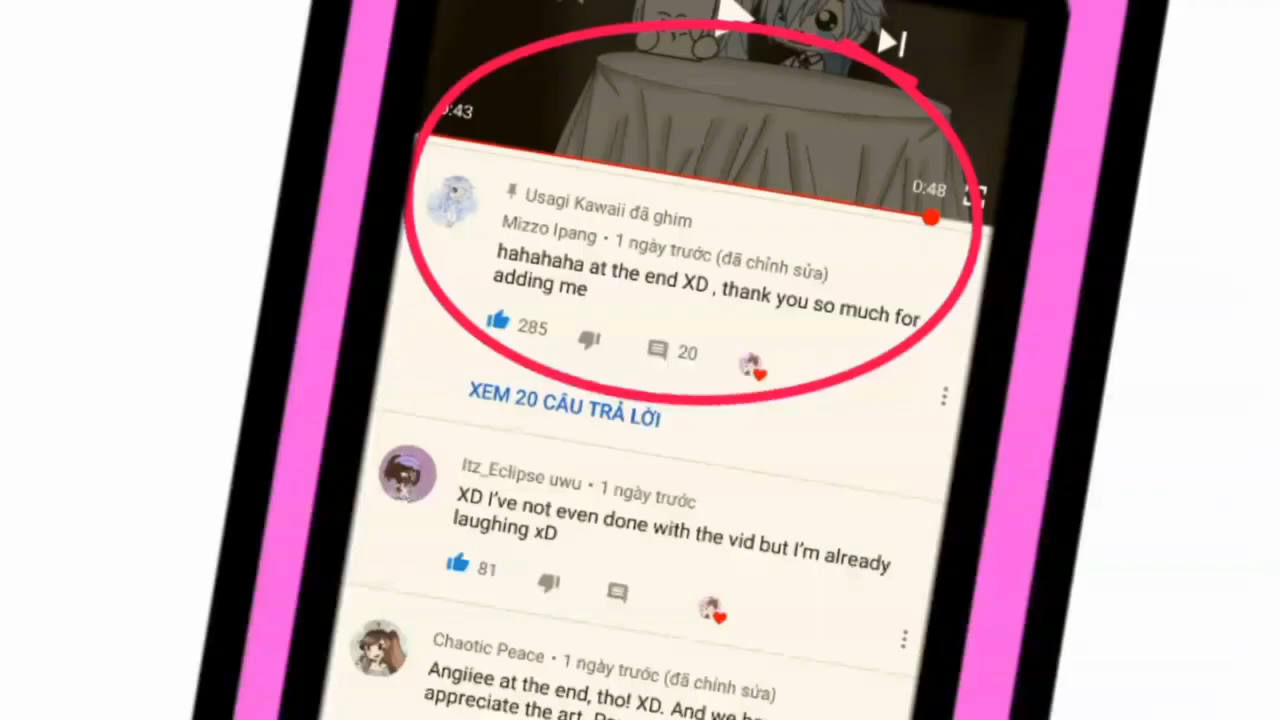 0:43
0:48
Usagi Kawaii đã ghim
Mizzo Ipang • 1 ngày trước (đã chỉnh sửa)
hahahaha at the end XD , thank you so much for
adding me
285
20
XEM 20 CÂU TRẢ LỜI
Itz_Eclipse uwu • 1 ngày trước
XD I’ve not even done with the vid but I’m already
laughing xD
81
Chaotic Peace • 1 ngày trước (đã chỉnh sửa)
Angiiee at the end, tho! XD. And we
appreciate the art.